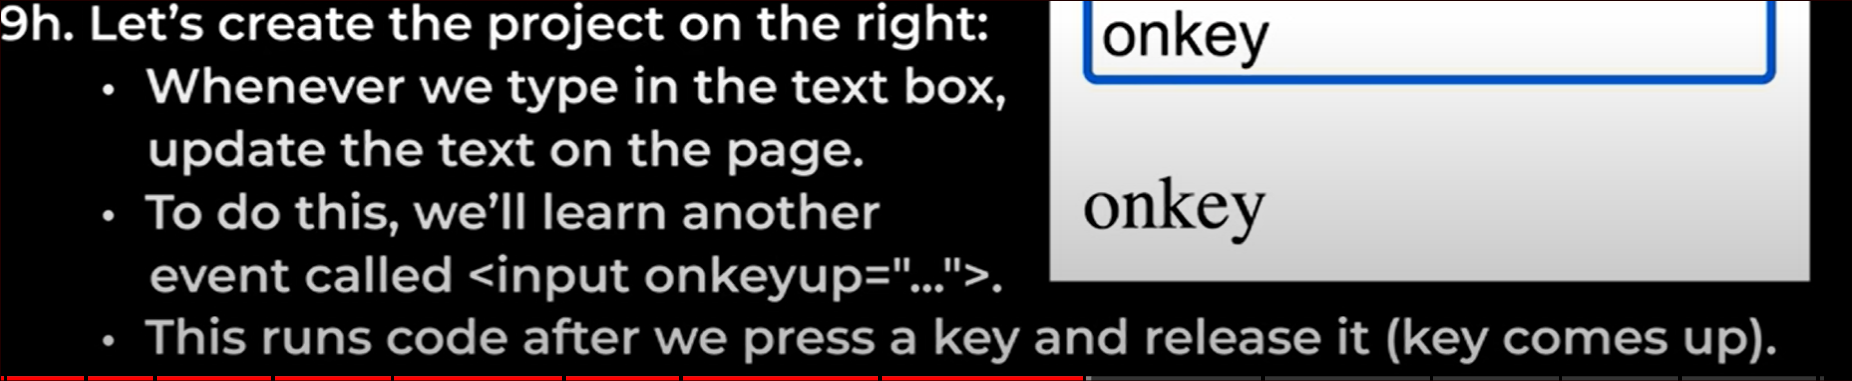 9h. Let’s create the project on the right:
• Whenever we type in the text box,
update the text on the page.
• To do this, we’ll learn another
event called <input onkeyup="...">.
• This runs code after we press a key and release it (key comes up).
onkey
onkey